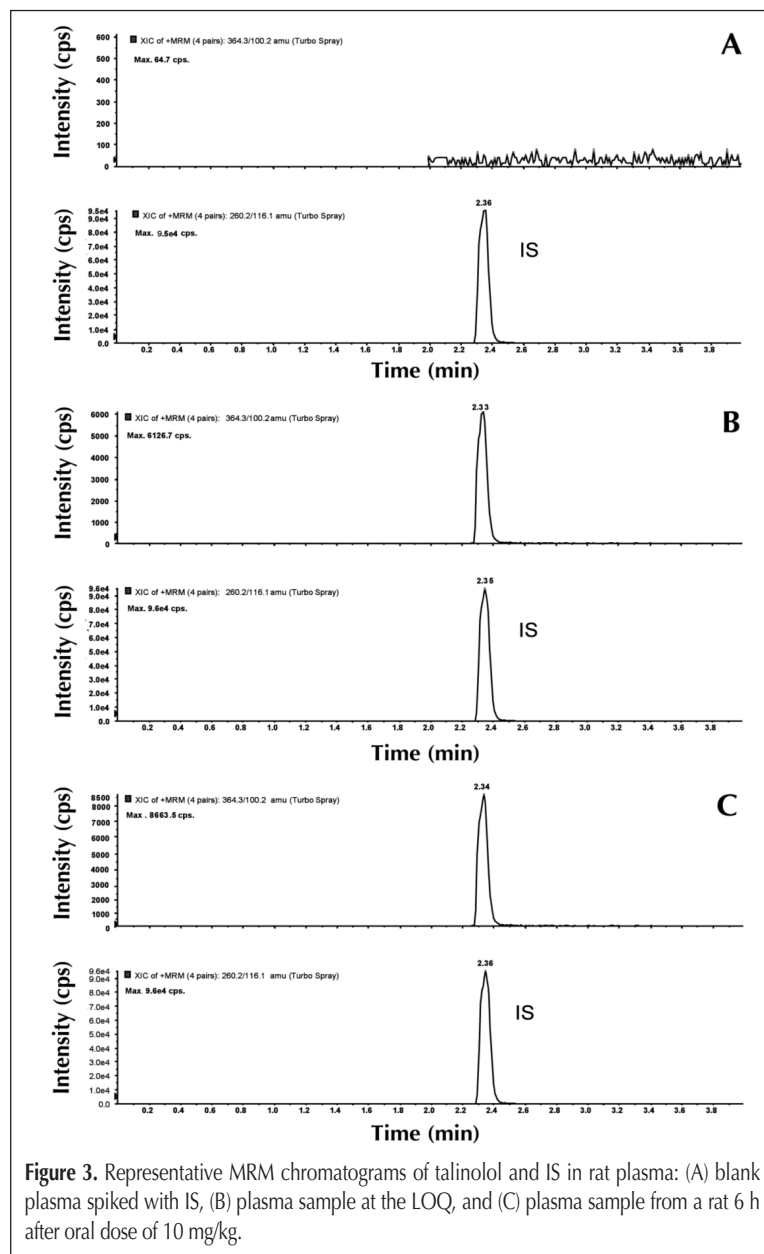 A
Intensity (cps)
XIC of +MRM (4 pairs): 364.3/100.2 amu (Turbo Spray)
Max. 64.7 cps.
600
500
400
300
200
100
0
Intensity (cps)
XIC of +MRM (4 pairs): 260.2/116.1 amu (Turbo Spray)
Max. 9.5e4 cps.
2.36
IS
9.5e4
9.0e4
8.0e4
7.0e4
6.0e4
5.0e4
4.0e4
3.0e4
2.0e4
1.0e4
0.0
0.2 0.4 0.6 0.8 1.0 1.2 1.4 1.6 1.8 2.0 2.2 2.4 2.6 2.8 3.0 3.2 3.4 3.6 3.8
Time (min)
B
Intensity (cps)
XIC of +MRM (4 pairs): 364.3/100.2 amu (Turbo Spray)
Max. 6126.7 cps.
2.33
6000
5000
4000
3000
2000
1000
0
Intensity (cps)
XIC of +MRM (4 pairs): 260.2/116.1 amu (Turbo Spray)
Max. 9.6e4 cps.
2.35
IS
9.6e4
9.0e4
8.0e4
7.0e4
6.0e4
5.0e4
4.0e4
3.0e4
2.0e4
1.0e4
0.0
0.2 0.4 0.6 0.8 1.0 1.2 1.4 1.6 1.8 2.0 2.2 2.4 2.6 2.8 3.0 3.2 3.4 3.6 3.8
Time (min)
C
Intensity (cps)
XIC of +MRM (4 pairs): 364.3/100.2 amu (Turbo Spray)
Max . 8663.5 cps.
2.34
8500
8000
7000
6000
5000
4000
3000
2000
1000
0
Intensity (cps)
XIC of +MRM (4 pairs): 260.2/116.1 amu (Turbo Spray)
Max. 9.6e4 cps.
2.36
IS
9.6e4
9.0e4
8.0e4
7.0e4
6.0e4
5.0e4
4.0e4
3.0e4
2.0e4
1.0e4
0.0
0.2 0.4 0.6 0.8 1.0 1.2 1.4 1.6 1.8 2.0 2.2 2.4 2.6 2.8 3.0 3.2 3.4 3.6 3.8
Time (min)
Figure 3. Representative MRM chromatograms of talinolol and IS in rat plasma: (A) blank
plasma spiked with IS, (B) plasma sample at the LOQ, and (C) plasma sample from a rat 6 h
after oral dose of 10 mg/kg.